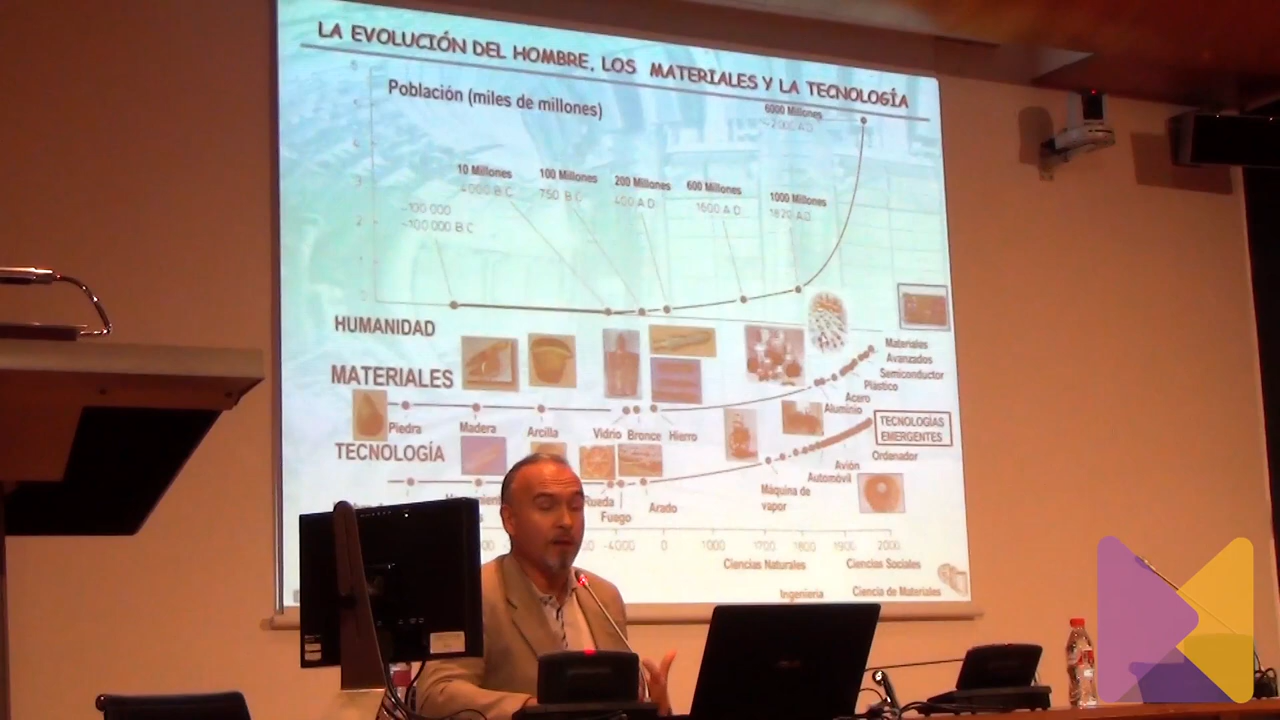 LA EVOLUCIÓN DEL HOMBRE, LOS MATERIALES Y LA TECNOLOGÍA
Población (miles de millones)
6000 Millones
~2000 A.D.
10 Millones
4000 B.C.
100 Millones
750 B.C.
200 Millones
400 A.D.
600 Millones
1600 A.D.
1000 Millones
1820 A.D.
~100 000
~100 000 B.C.
HUMANIDAD
MATERIALES
Piedra
Madera
Arcilla
Vidrio
Bronce
Hierro
Aluminio
Acero
Plástico
Semiconductor
Materiales
Avanzados
TECNOLOGÍA
Rueda
Fuego
Arado
Máquina de
vapor
Automóvil
Avión
Ordenador
TECNOLOGÍAS
EMERGENTES
-4000
0
1000
1700
1800
1900
2000
Ciencias Naturales
Ciencias Sociales
Ingeniería
Ciencia de Materiales